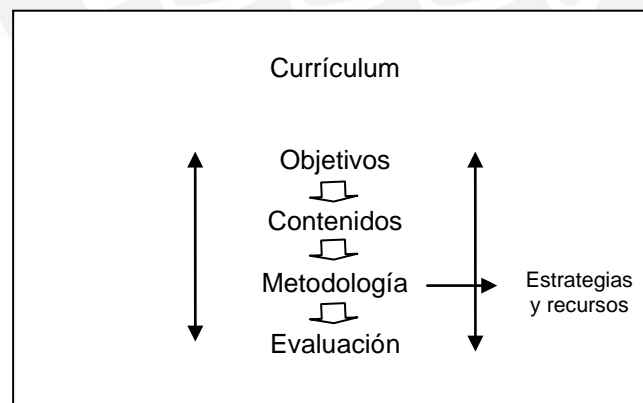 Currículum
Objetivos
Contenidos
Metodología
Estrategias
y recursos
Evaluación